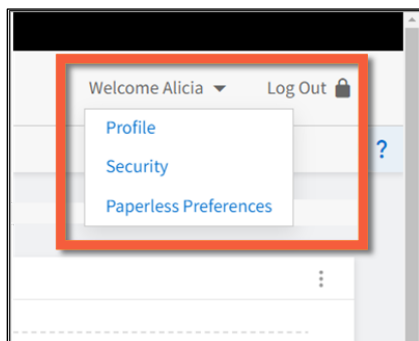 Welcome Alicia Log Out
Profile
?
Security
Paperless Preferences